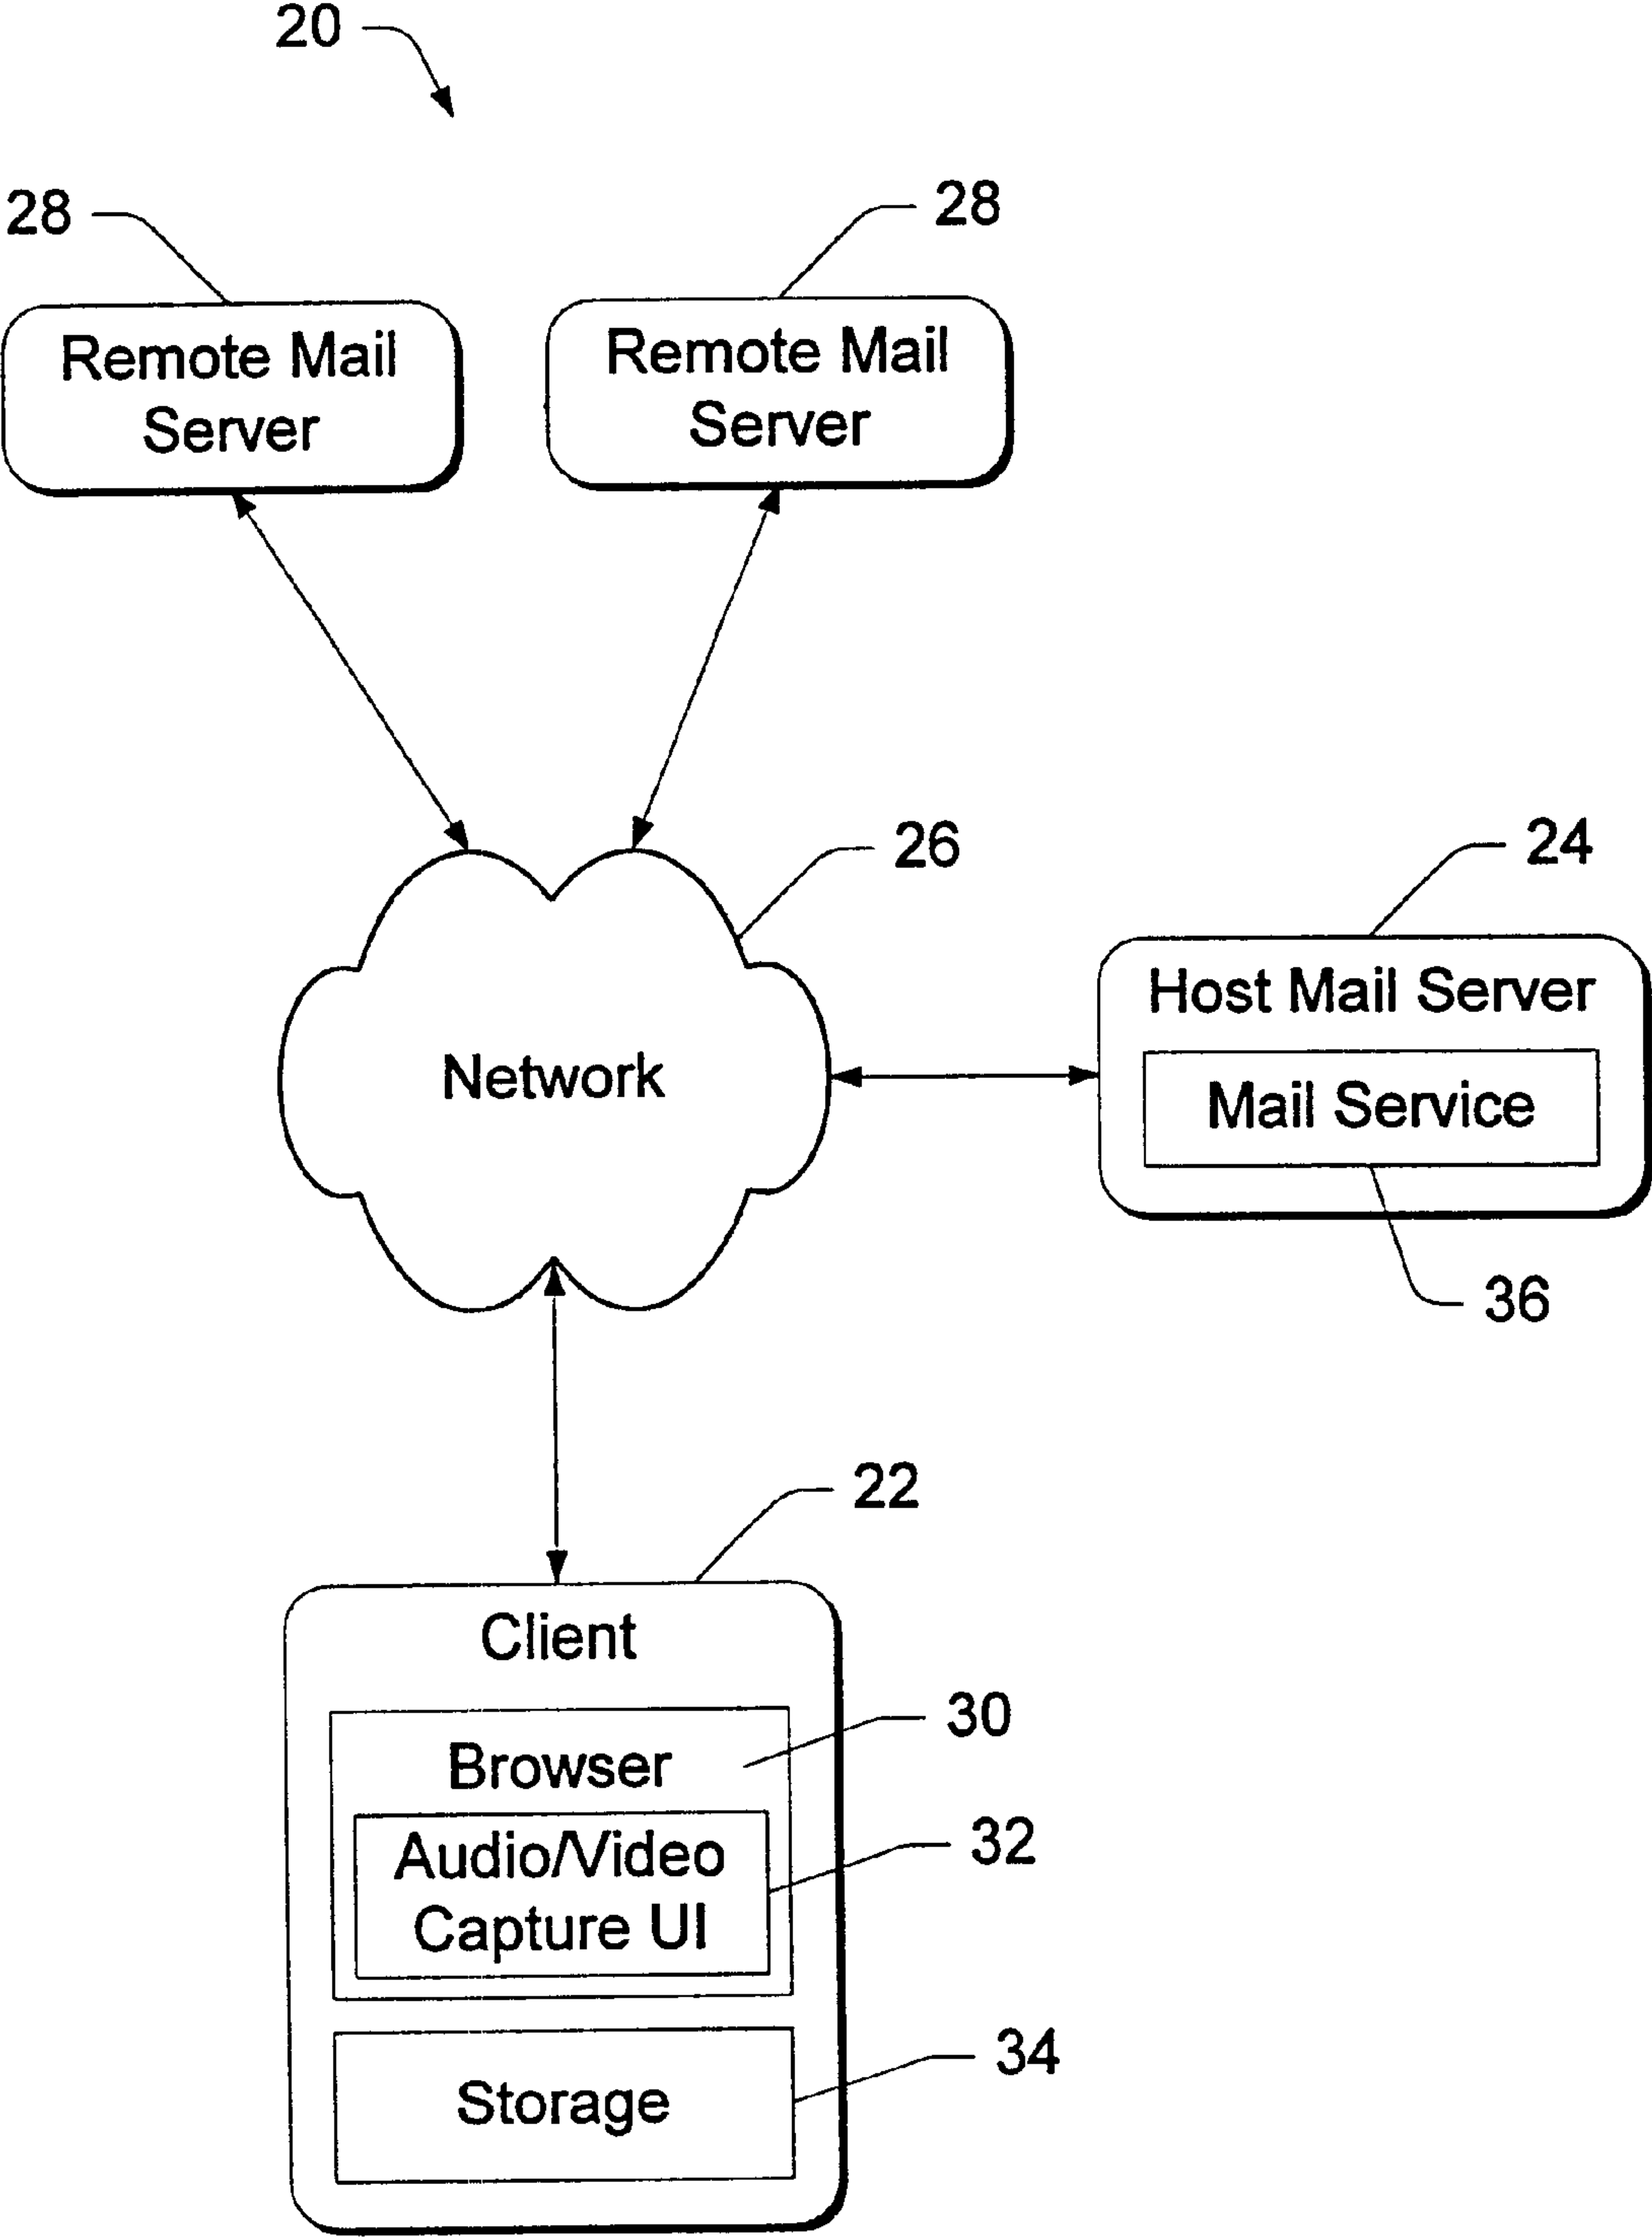 20
28
28
Remote Mail
Server
Remote Mail
Server
26
24
Host Mail Server
Network
Mail Service
36
22
Client
30
Browser
32
Audio/Video
Capture UI
34
Storage